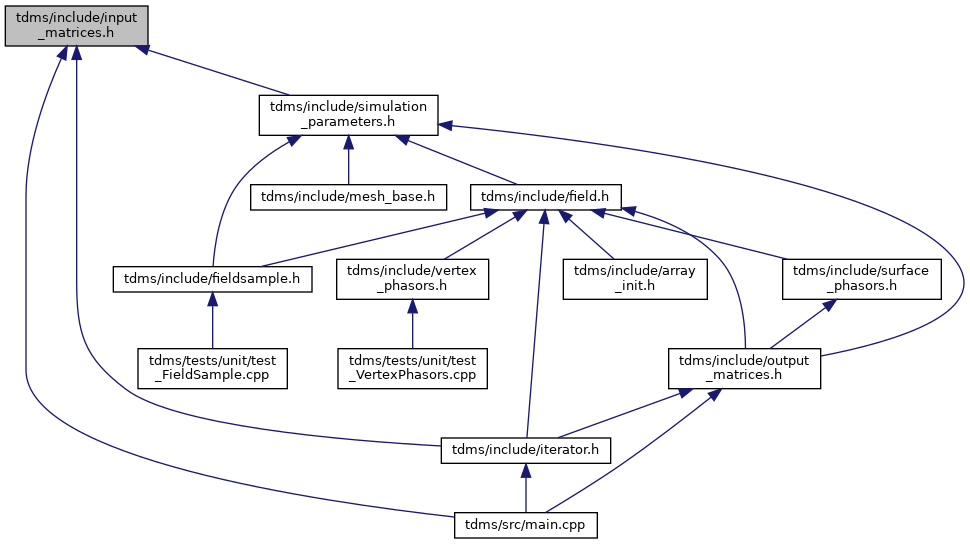 tdms/include/input
_matrices.h
tdms/include/simulation
_parameters.h
tdms/include/mesh_base.h
tdms/include/field.h
tdms/include/fieldsample.h
tdms/include/vertex
_phasors.h
tdms/include/array
_init.h
tdms/include/surface
_phasors.h
tdms/tests/unit/test
_FieldSample.cpp
tdms/tests/unit/test
_VertexPhasors.cpp
tdms/include/output
_matrices.h
tdms/include/iterator.h
tdms/src/main.cpp